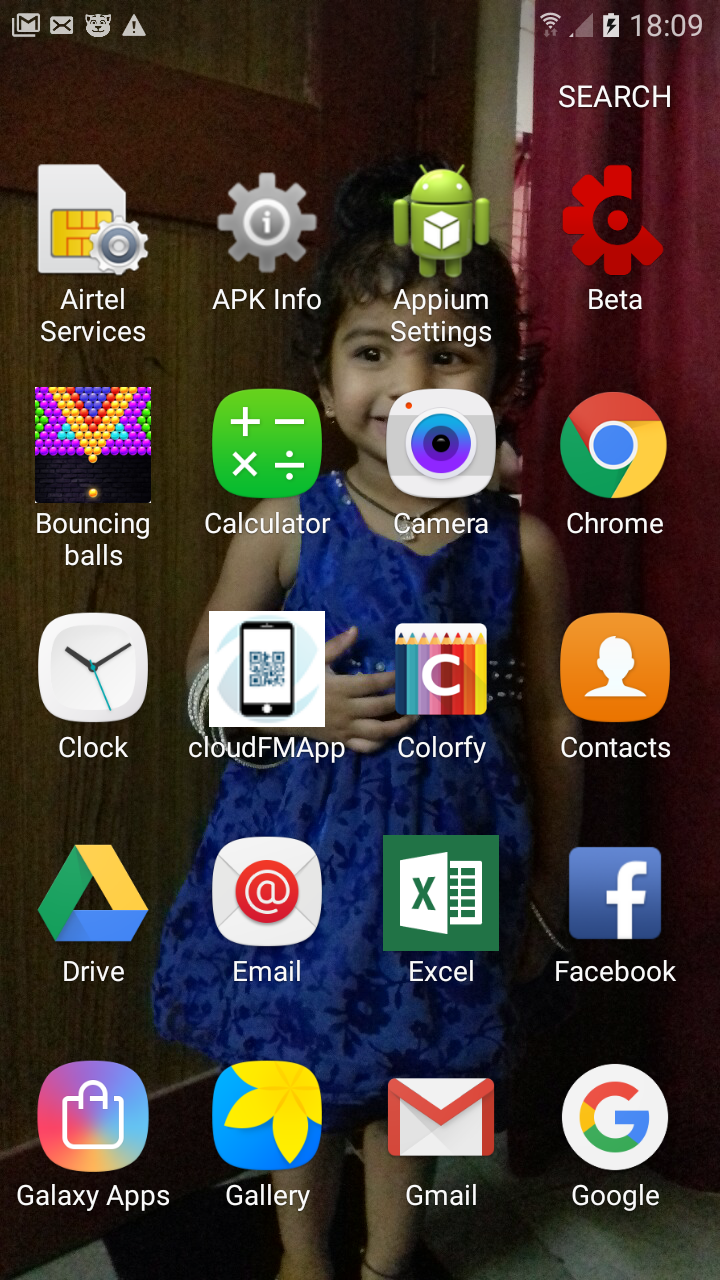 18:09
SEARCH
Airtel
Services
APK Info
Appium
Settings
Beta
Bouncing
balls
Calculator
Camera
Chrome
Clock
cloudFMApp
C
Colorfy
Contacts
Drive
@
Email
X
Excel
f
Facebook
Galaxy Apps
Gallery
Gmail
G
Google